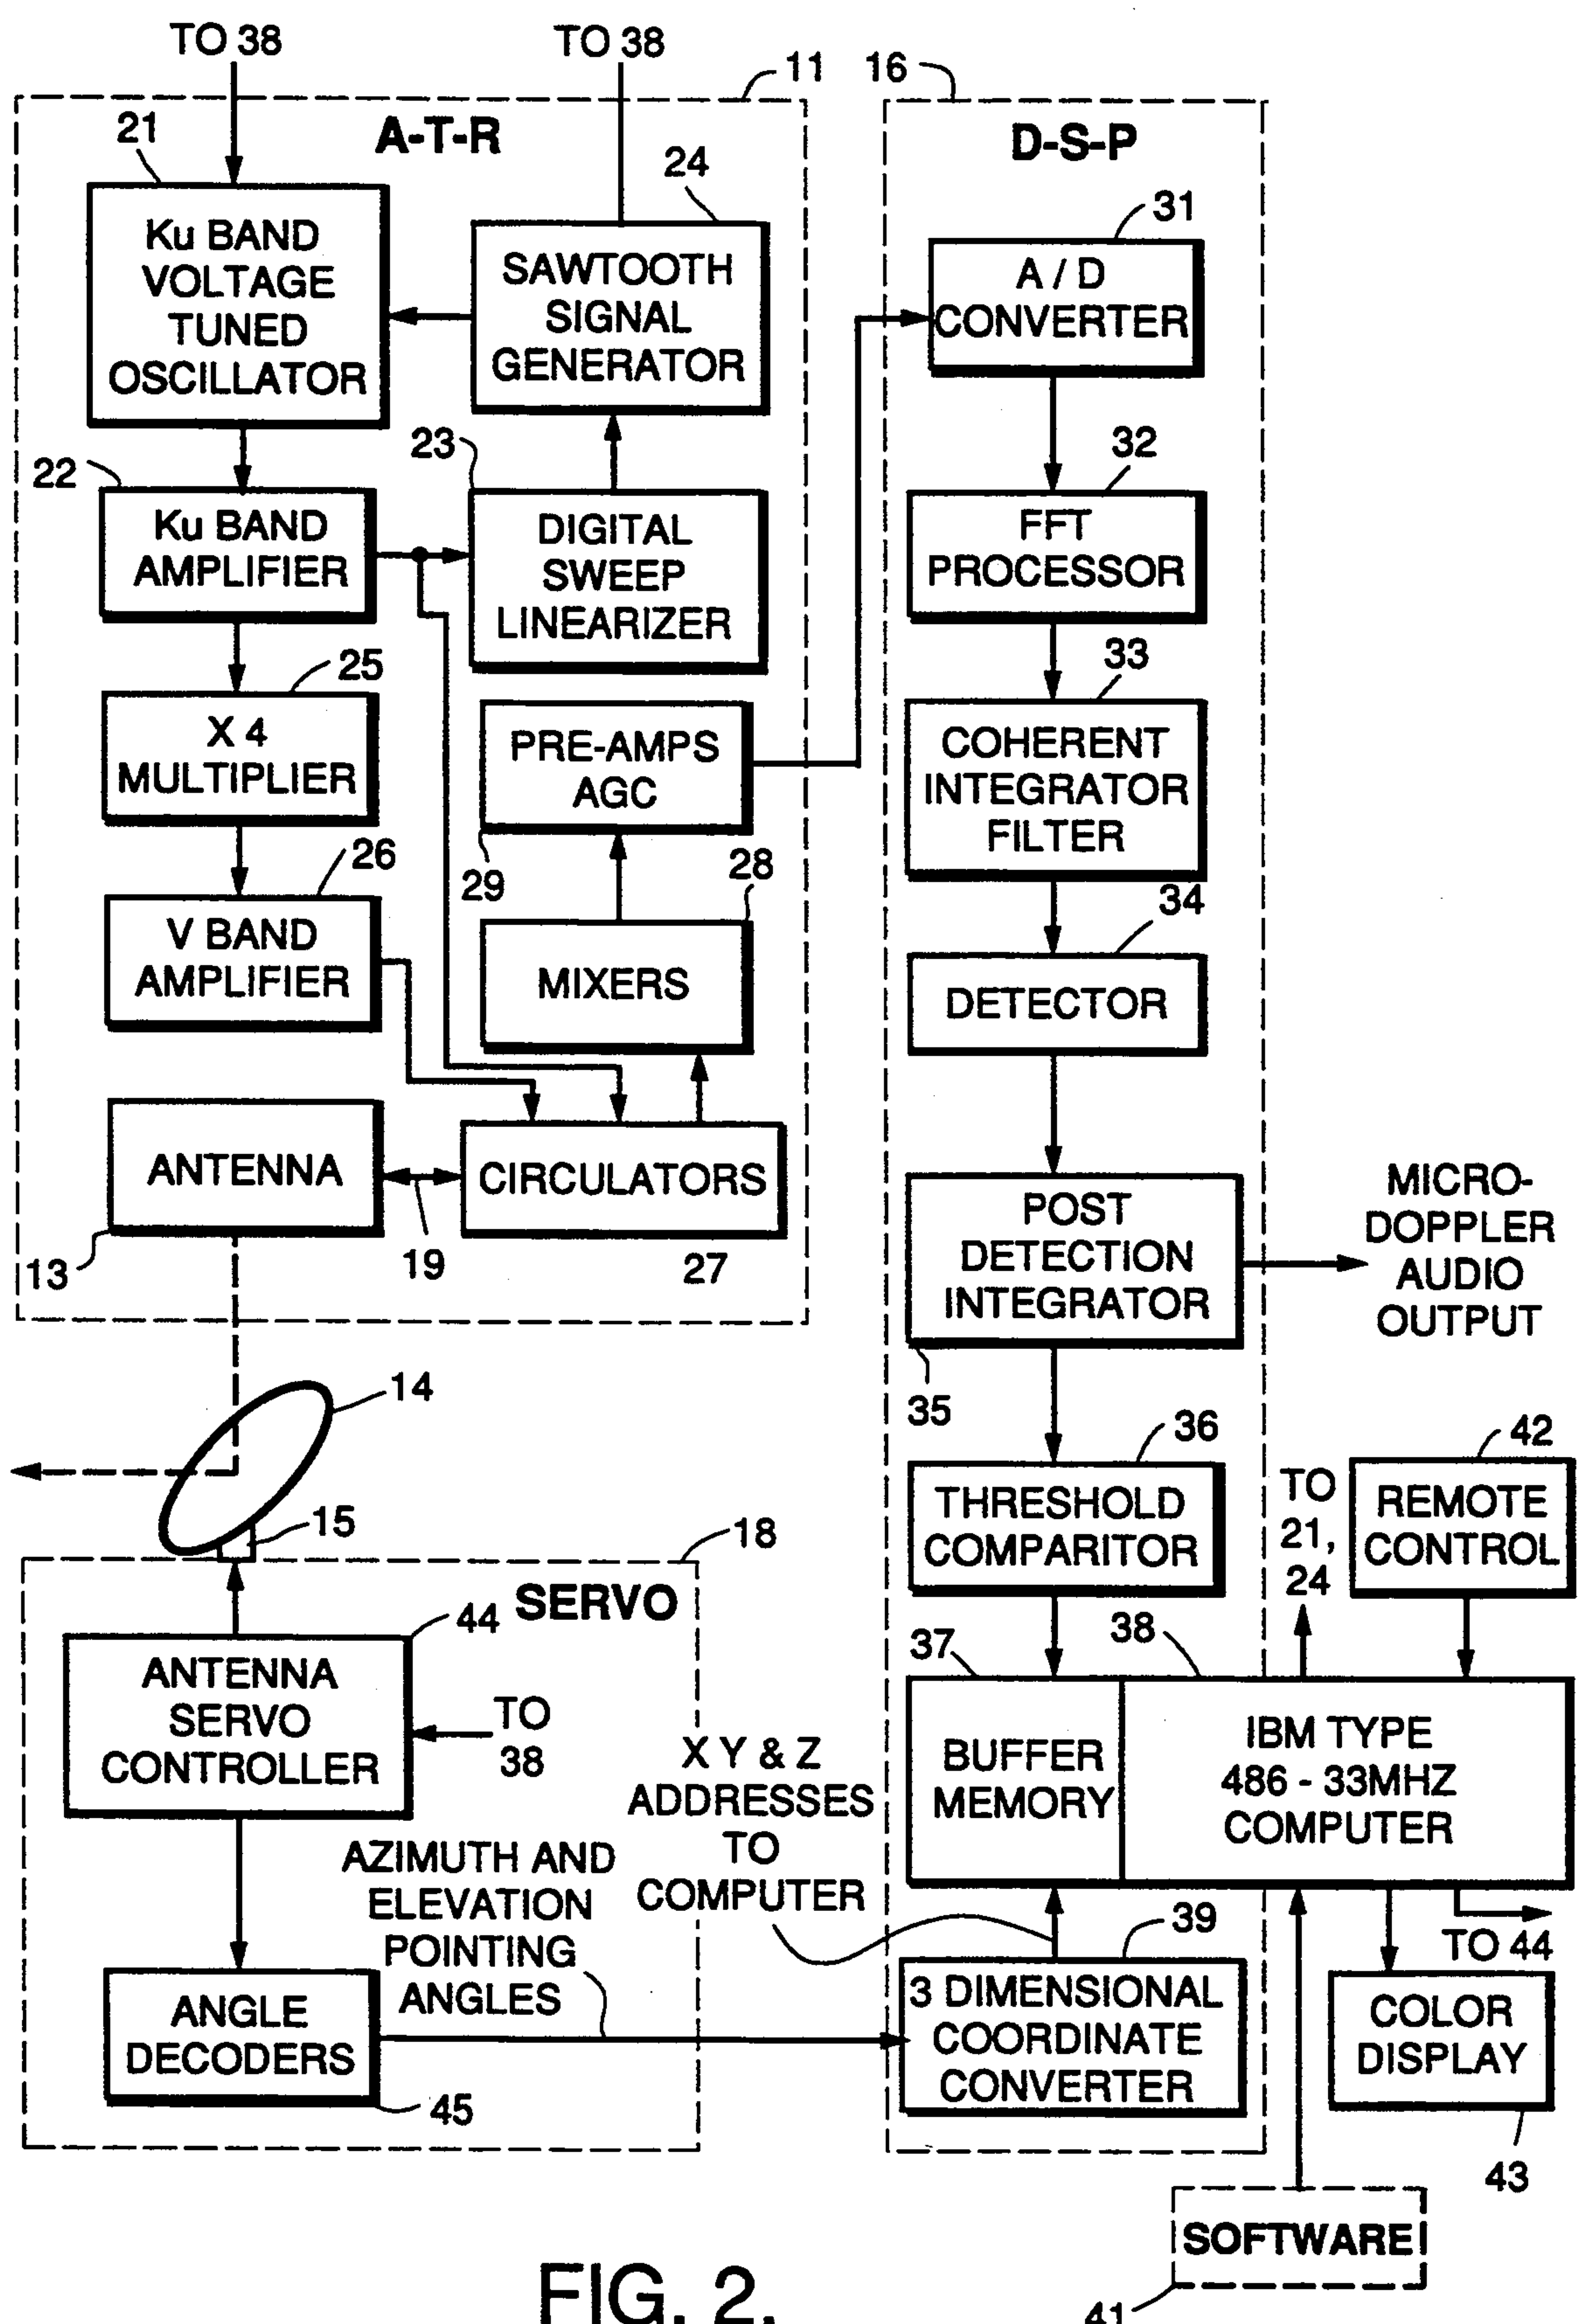 TO 38
TO 38
11
16
A-T-R
D-S-P
21
Ku BAND
VOLTAGE
TUNED
OSCILLATOR
24
SAWTOOTH
SIGNAL
GENERATOR
31
A / D
CONVERTER
22
Ku BAND
AMPLIFIER
23
DIGITAL
SWEEP
LINEARIZER
32
FFT
PROCESSOR
25
X 4
MULTIPLIER
PRE-AMPS
AGC
29
33
COHERENT
INTEGRATOR
FILTER
26
V BAND
AMPLIFIER
28
MIXERS
34
DETECTOR
ANTENNA
13
19
CIRCULATORS
27
POST
DETECTION
INTEGRATOR
35
MICRO-
DOPPLER
AUDIO
OUTPUT
14
15
18
36
THRESHOLD
COMPARITOR
TO
21,
24
42
REMOTE
CONTROL
SERVO
44
ANTENNA
SERVO
CONTROLLER
TO
38
37
BUFFER
MEMORY
38
IBM TYPE
486 - 33MHZ
COMPUTER
X Y & Z
ADDRESSES
TO
COMPUTER
AZIMUTH AND
ELEVATION
POINTING
ANGLES
39
3 DIMENSIONAL
COORDINATE
CONVERTER
TO 44
COLOR
DISPLAY
43
ANGLE
DECODERS
45
SOFTWARE
41
FIG. 2.